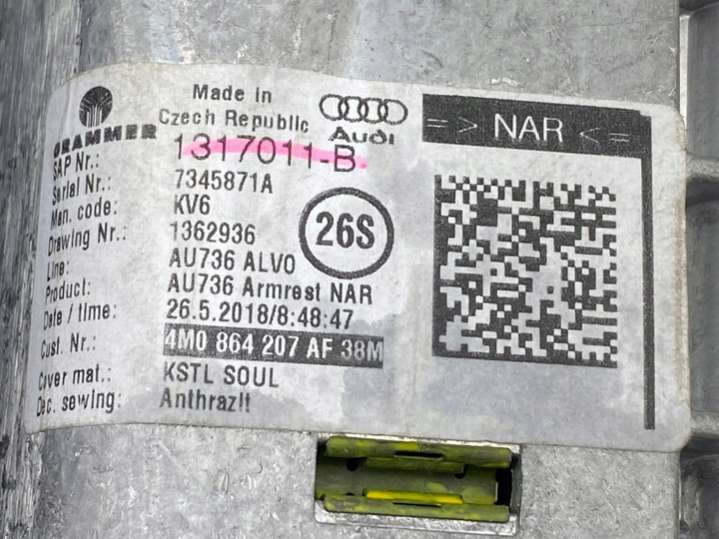 GRAMMER
Made in
Czech Republic
Audi
=> NAR <=
SAP Nr.: 1317011-B
Serial Nr.: 7345871A
Man. code: KV6
26S
Drawing Nr.: 1362936
Line: AU736 ALVO
Product: AU736 Armrest NAR
Date / time: 26.5.2018/8:48:47
Cust. Nr.: 4M0 864 207 AF 38M
Cover mat.: KSTL SOUL
Dec. sewing: Anthrazit